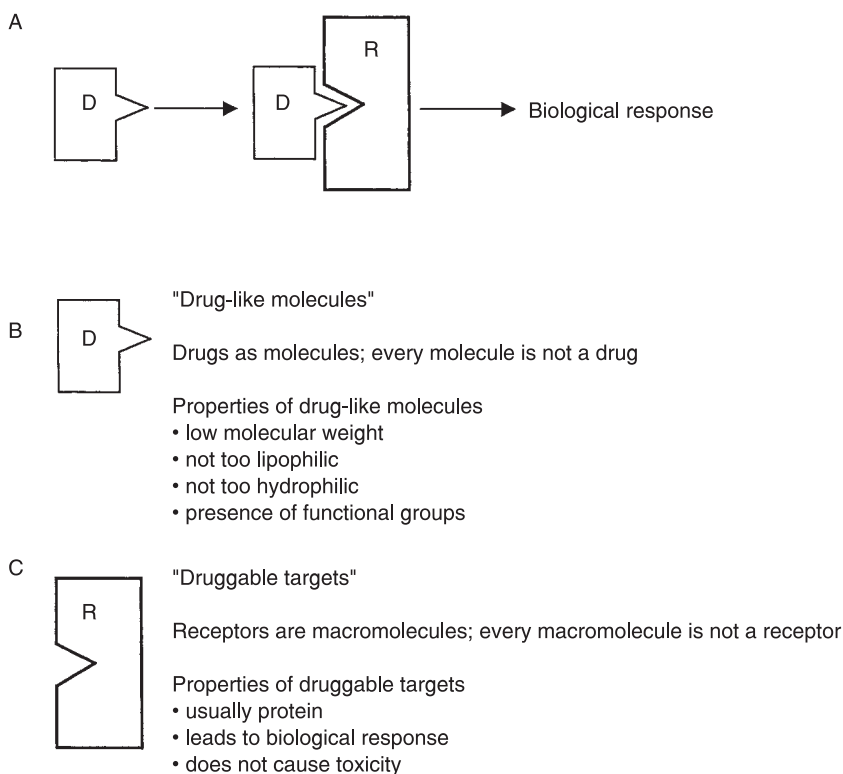 A
D
D
R
Biological response
B
D
"Drug-like molecules"
Drugs as molecules; every molecule is not a drug
Properties of drug-like molecules
• low molecular weight
• not too lipophilic
• not too hydrophilic
• presence of functional groups
C
R
"Druggable targets"
Receptors are macromolecules; every macromolecule is not a receptor
Properties of druggable targets
• usually protein
• leads to biological response
• does not cause toxicity